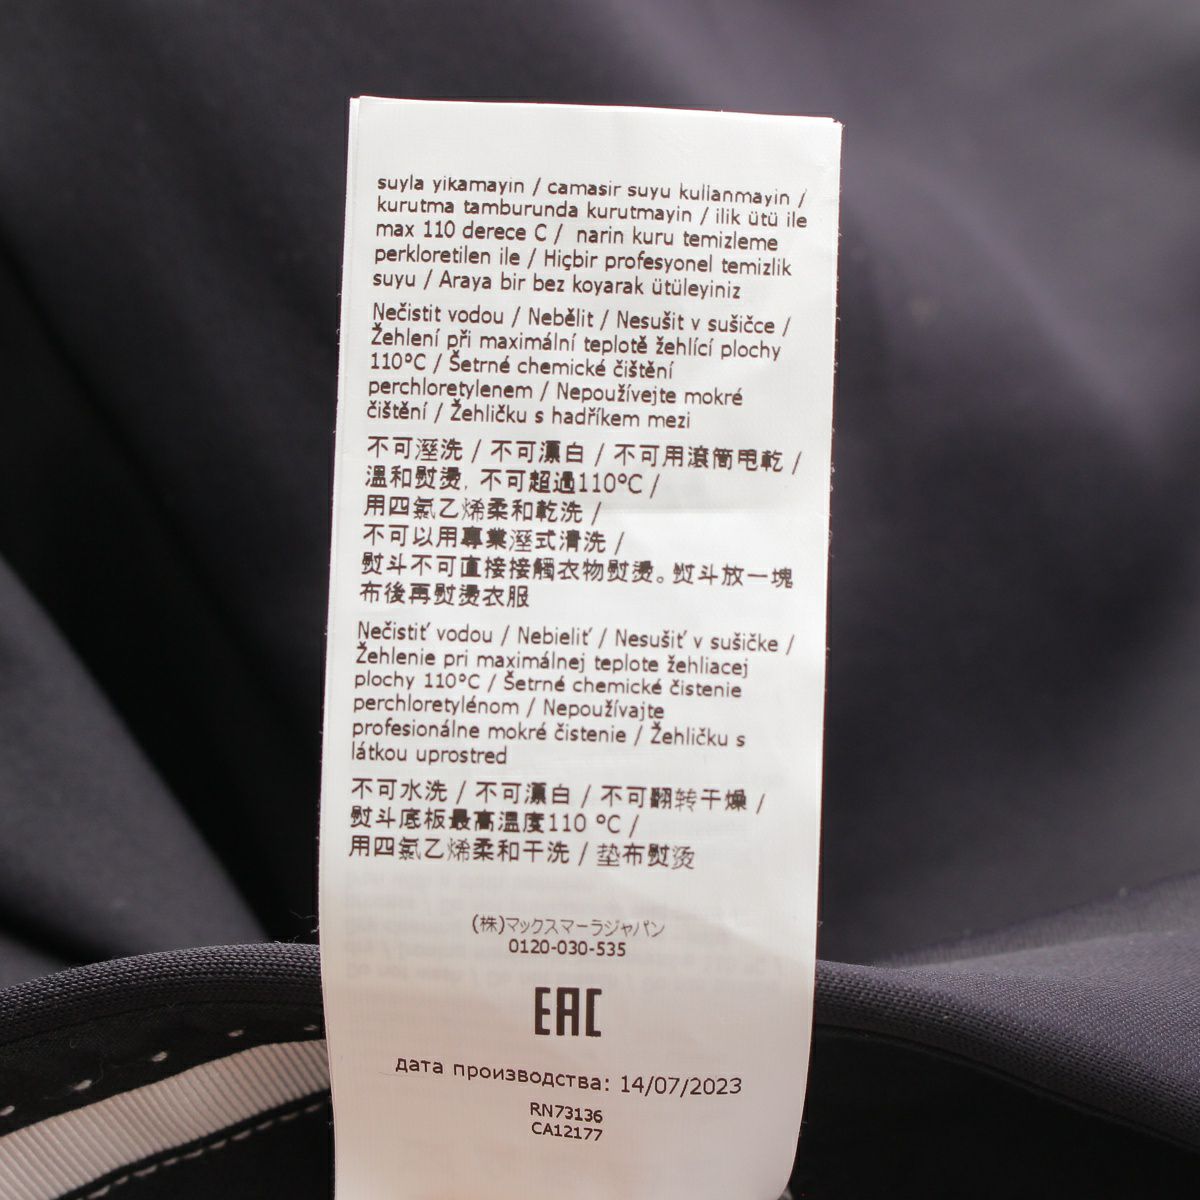 suyla yikamayin / camasir suyu kullanmayin /
kurutma tamburunda kurutmayin / ilik ütü ile
max 110 derece C /  narin kuru temizleme
perkloretilen ile / Hiçbir profesyonel temizlik
suyu / Araya bir bez koyarak ütüleyiniz
Nečistit vodou / Nebělit / Nesušit v sušičce /
Žehlení při maximální teplotě žehlící plochy
110°C / Šetrné chemické čištění
perchloretylenem / Nepoužívejte mokré
čištění / Žehličku s hadříkem mezi
不可溼洗 / 不可漂白 / 不可用滾筒甩乾 /
溫和熨燙, 不可超過110°C /
用四氯乙烯柔和乾洗 /
不可以用專業溼式清洗 /
熨斗不可直接接觸衣物熨燙。熨斗放一塊
布後再熨燙衣服
Nečistiť vodou / Nebieliť / Nesušiť v sušičke /
Žehlenie pri maximálnej teplote žehliacej
plochy 110°C / Šetrné chemické čistenie
perchloretylénom / Nepoužívajte
profesionálne mokré čistenie / Žehličku s
látkou uprostred
不可水洗 / 不可漂白 / 不可翻转干燥 /
熨斗底板最高温度110 °C /
用四氯乙烯柔和干洗 / 垫布熨烫
(株)マックスマーラジャパン
0120-030-535
EAC
дата производства: 14/07/2023
RN73136
CA12177